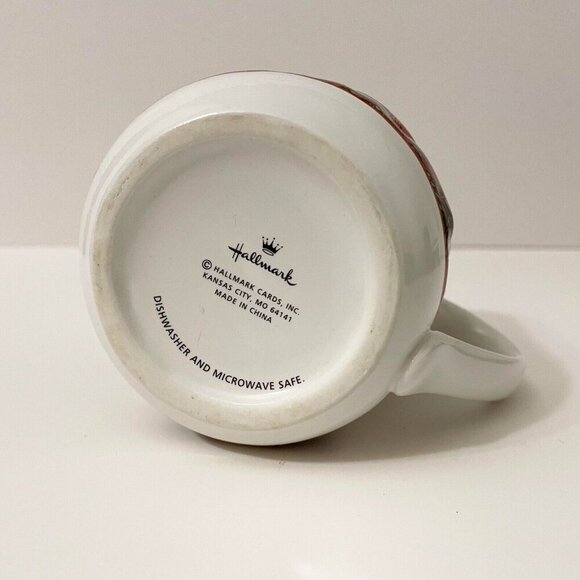 Hallmark
© HALLMARK CARDS, INC.
KANSAS CITY, MO 64141
MADE IN CHINA
DISHWASHER AND MICROWAVE SAFE.